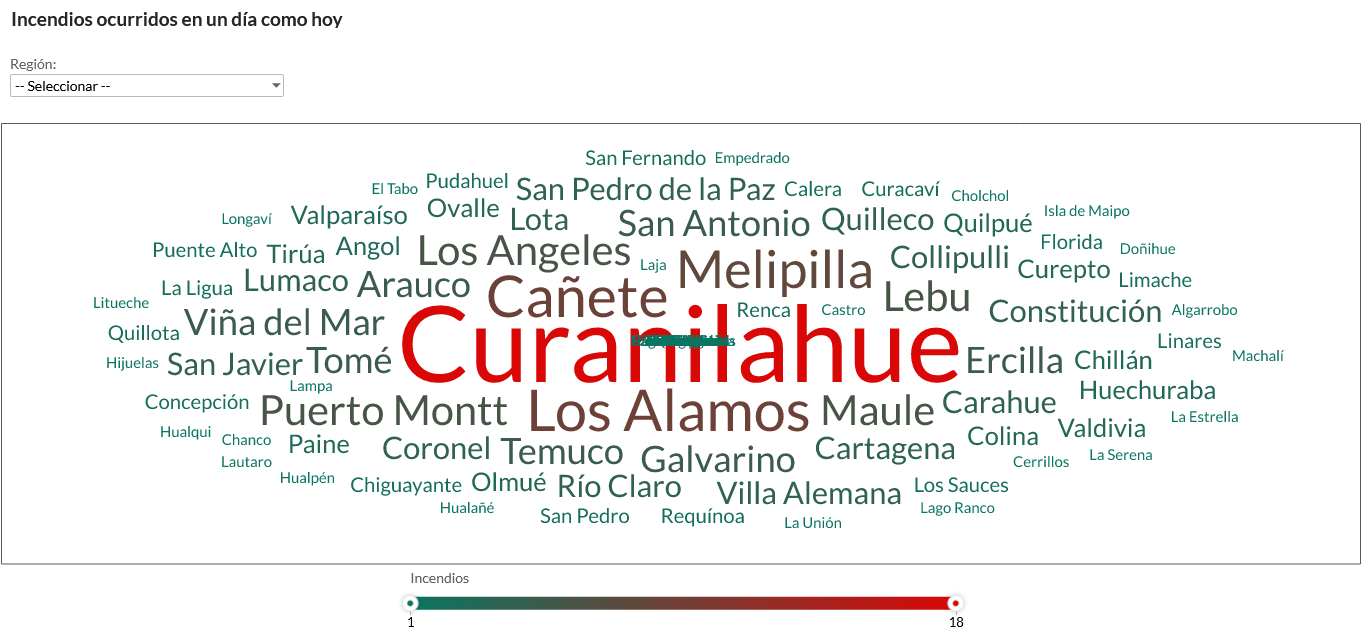 Incendios ocurridos en un día como hoy
Región:
-- Seleccionar --
San Fernando Empedrado
El Tabo Pudahuel San Pedro de la Paz Calera Curacaví Cholchol
Longaví Valparaíso Ovalle Lota San Antonio Quilleco Quilpué Isla de Maipo
Puente Alto Tirúa Angol Los Angeles Laja Melipilla Collipulli Florida Doñihue
La Ligua Lumaco Arauco Cañete Lebu Curepto Limache
Litueche Viña del Mar Renca Castro Constitución Algarrobo
Quillota Curanilahue Linares
Hijuelas San Javier Tomé Ercilla Chillán Machalí
Lampa Huechuraba
Concepción Puerto Montt Los Alamos Maule Carahue La Estrella
Hualqui Chanco Paine Coronel Temuco Galvarino Cartagena Colina Valdivia
Lautaro Cerrillos La Serena
Hualpén Chiguayante Olmué Río Claro Villa Alemana Los Sauces
Hualañé San Pedro Requínoa La Unión Lago Ranco
Incendios
1 18